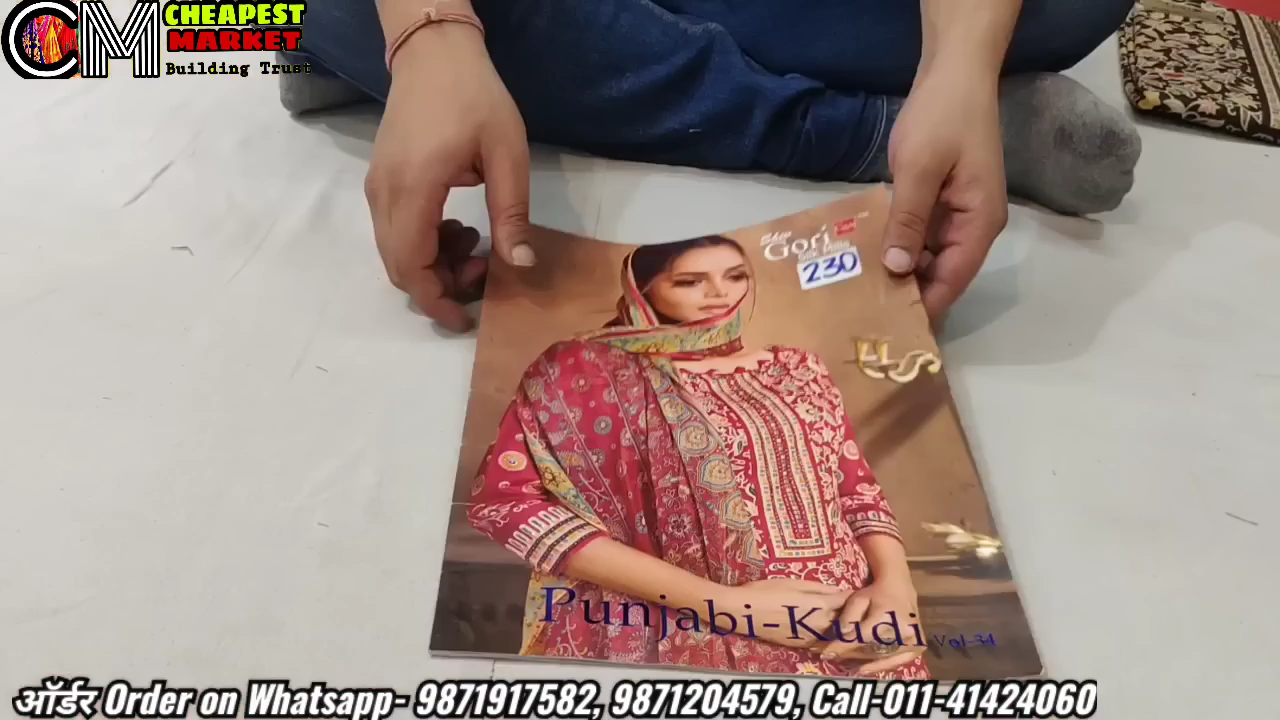 CM CHEAPEST
MARKET
Building Trust
Gori
230
Punjabi-Kudi Vol-34
ऑर्डर Order on Whatsapp- 9871917582, 9871204579, Call-011-41424060